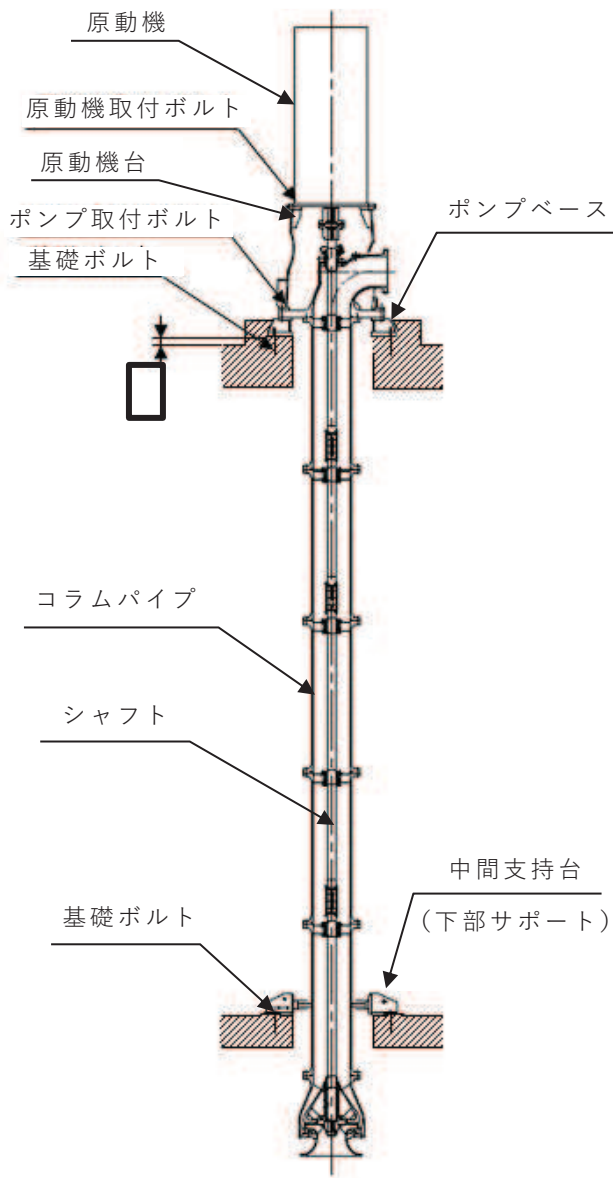 原動機
原動機取付ボルト
原動機台
ポンプ取付ボルト
ポンプベース
基礎ボルト
コラムパイプ
シャフト
中間支持台
(下部サポート)
基礎ボルト